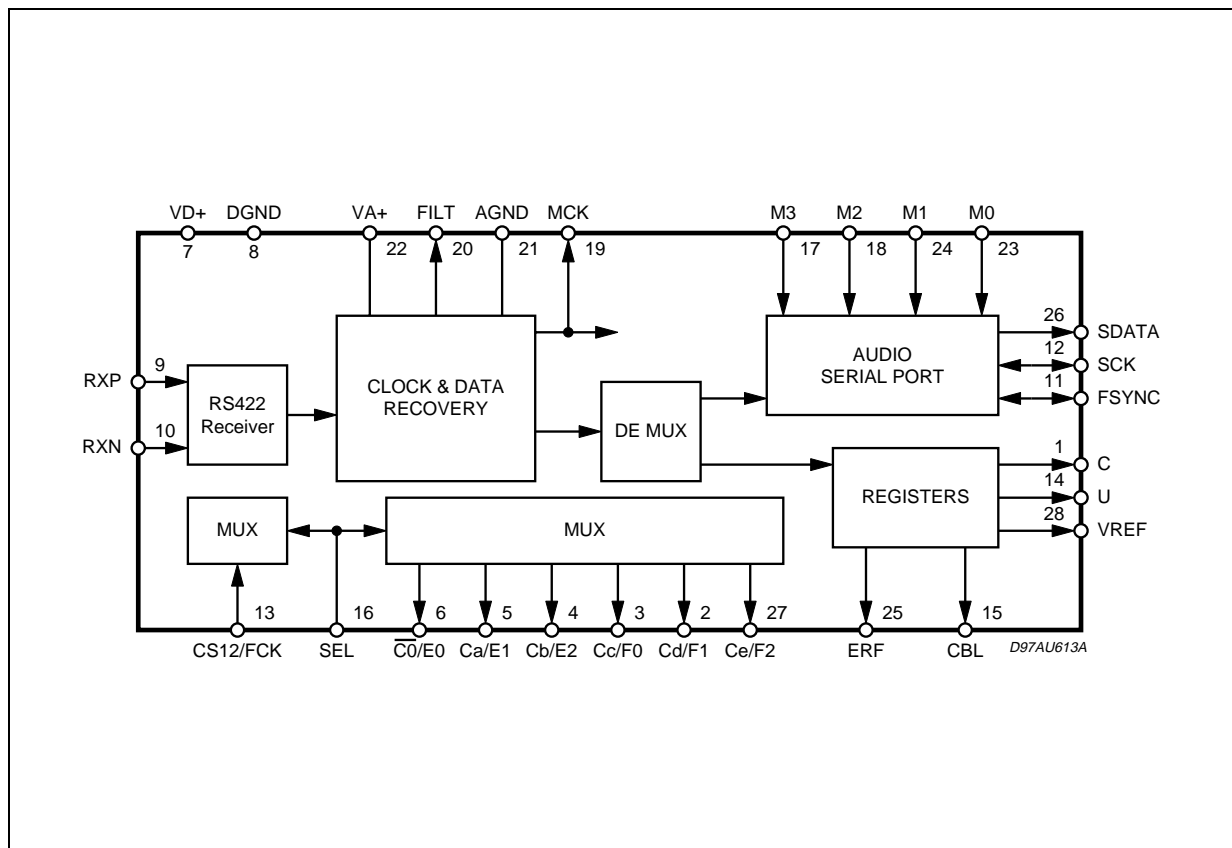 VD+ DGND VA+ FILT AGND MCK M3 M2 M1 M0
7 8 22 20 21 19 17 18 24 23
26 SDATA
12 SCK
11 FSYNC
AUDIO
SERIAL PORT
RXP 9
RXN 10
RS422
Receiver
CLOCK & DATA
RECOVERY
DE MUX
REGISTERS
1 C
14 U
28 VREF
MUX
MUX
13 16 6 5 4 3 2 27 25 15
CS12/FCK SEL C̅0̅/E0 Ca/E1 Cb/E2 Cc/F0 Cd/F1 Ce/F2 ERF CBL
D97AU613A